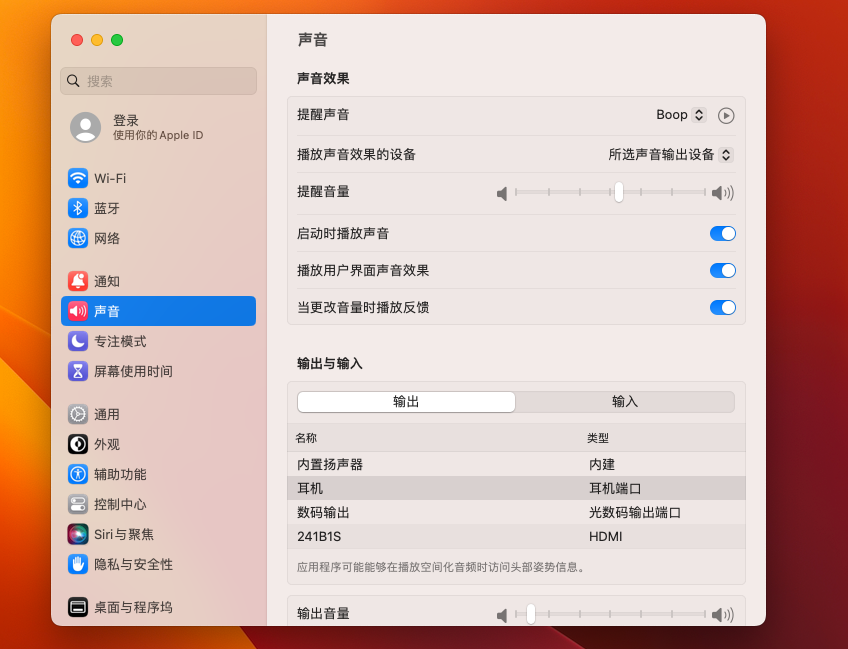 声音
搜索
声音效果
登录
使用你的 Apple ID
提醒声音 Boop
播放声音效果的设备 所选声音输出设备
提醒音量
启动时播放声音
播放用户界面声音效果
当更改音量时播放反馈
Wi-Fi
蓝牙
网络
通知
声音
专注模式
屏幕使用时间
通用
外观
辅助功能
控制中心
Siri与聚焦
隐私与安全性
桌面与程序坞
输出与输入
输出 输入
名称 类型
内置扬声器 内建
耳机 耳机端口
数码输出 光数码输出端口
241B1S HDMI
应用程序可能能够在播放空间化音频时访问头部姿势信息。
输出音量